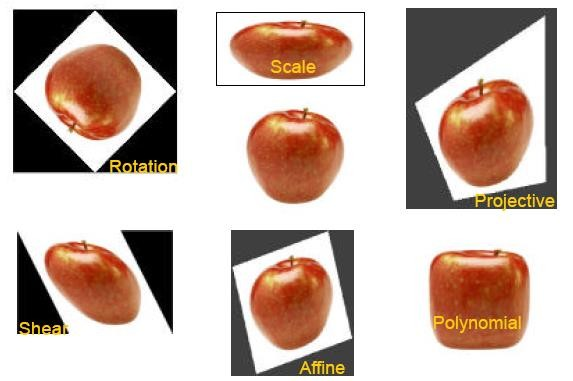 Scale
Rotation
Projective
Shear
Affine
Polynomial